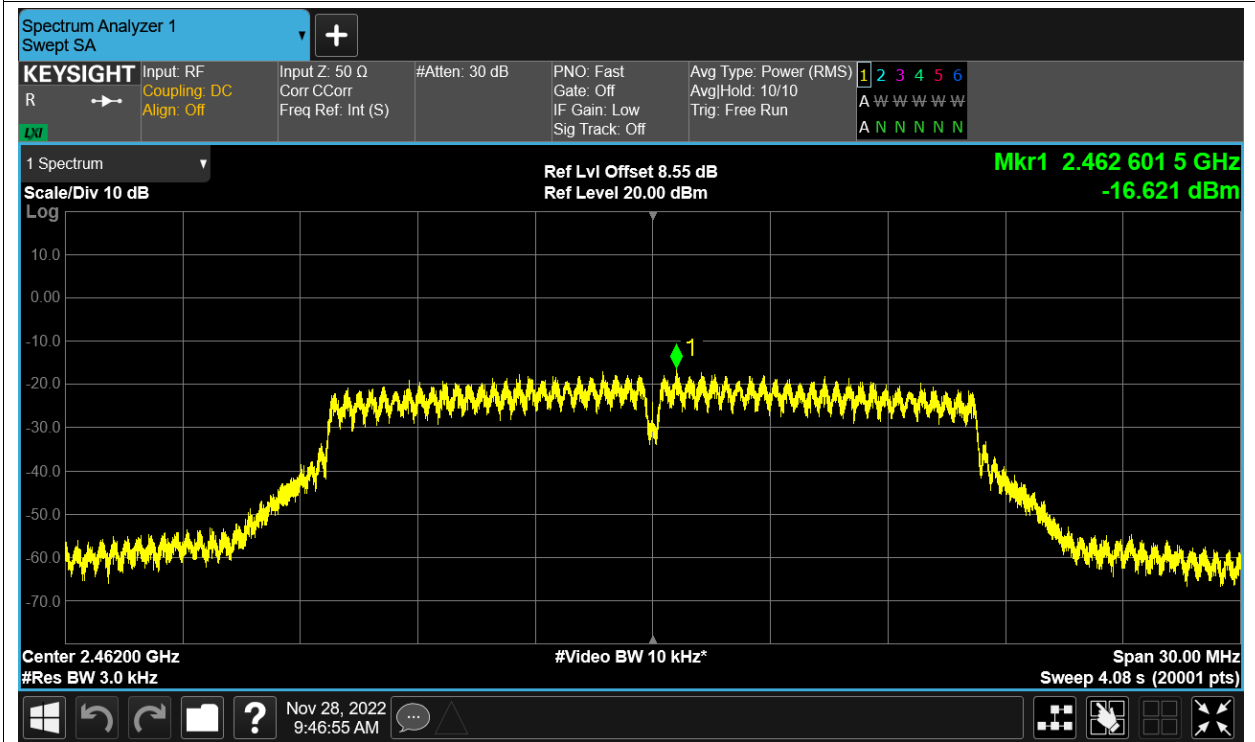 Spectrum Analyzer 1
Swept SA
KEYSIGHT
R
LXI
Input: RF
Coupling: DC
Align: Off
Input Z: 50 Ω
Corr CCorr
Freq Ref: Int (S)
#Atten: 30 dB
PNO: Fast
Gate: Off
IF Gain: Low
Sig Track: Off
Avg Type: Power (RMS)
Avg|Hold: 10/10
Trig: Free Run
1 2 3 4 5 6
A W W W W W
A N N N N N
1 Spectrum
Scale/Div 10 dB
Log
Ref Lvl Offset 8.55 dB
Ref Level 20.00 dBm
Mkr1 2.462 601 5 GHz
-16.621 dBm
10.0
0.00
-10.0
-20.0
-30.0
-40.0
-50.0
-60.0
-70.0
1
Center 2.46200 GHz
#Res BW 3.0 kHz
#Video BW 10 kHz*
Span 30.00 MHz
Sweep 4.08 s (20001 pts)
?
Nov 28, 2022
9:46:55 AM